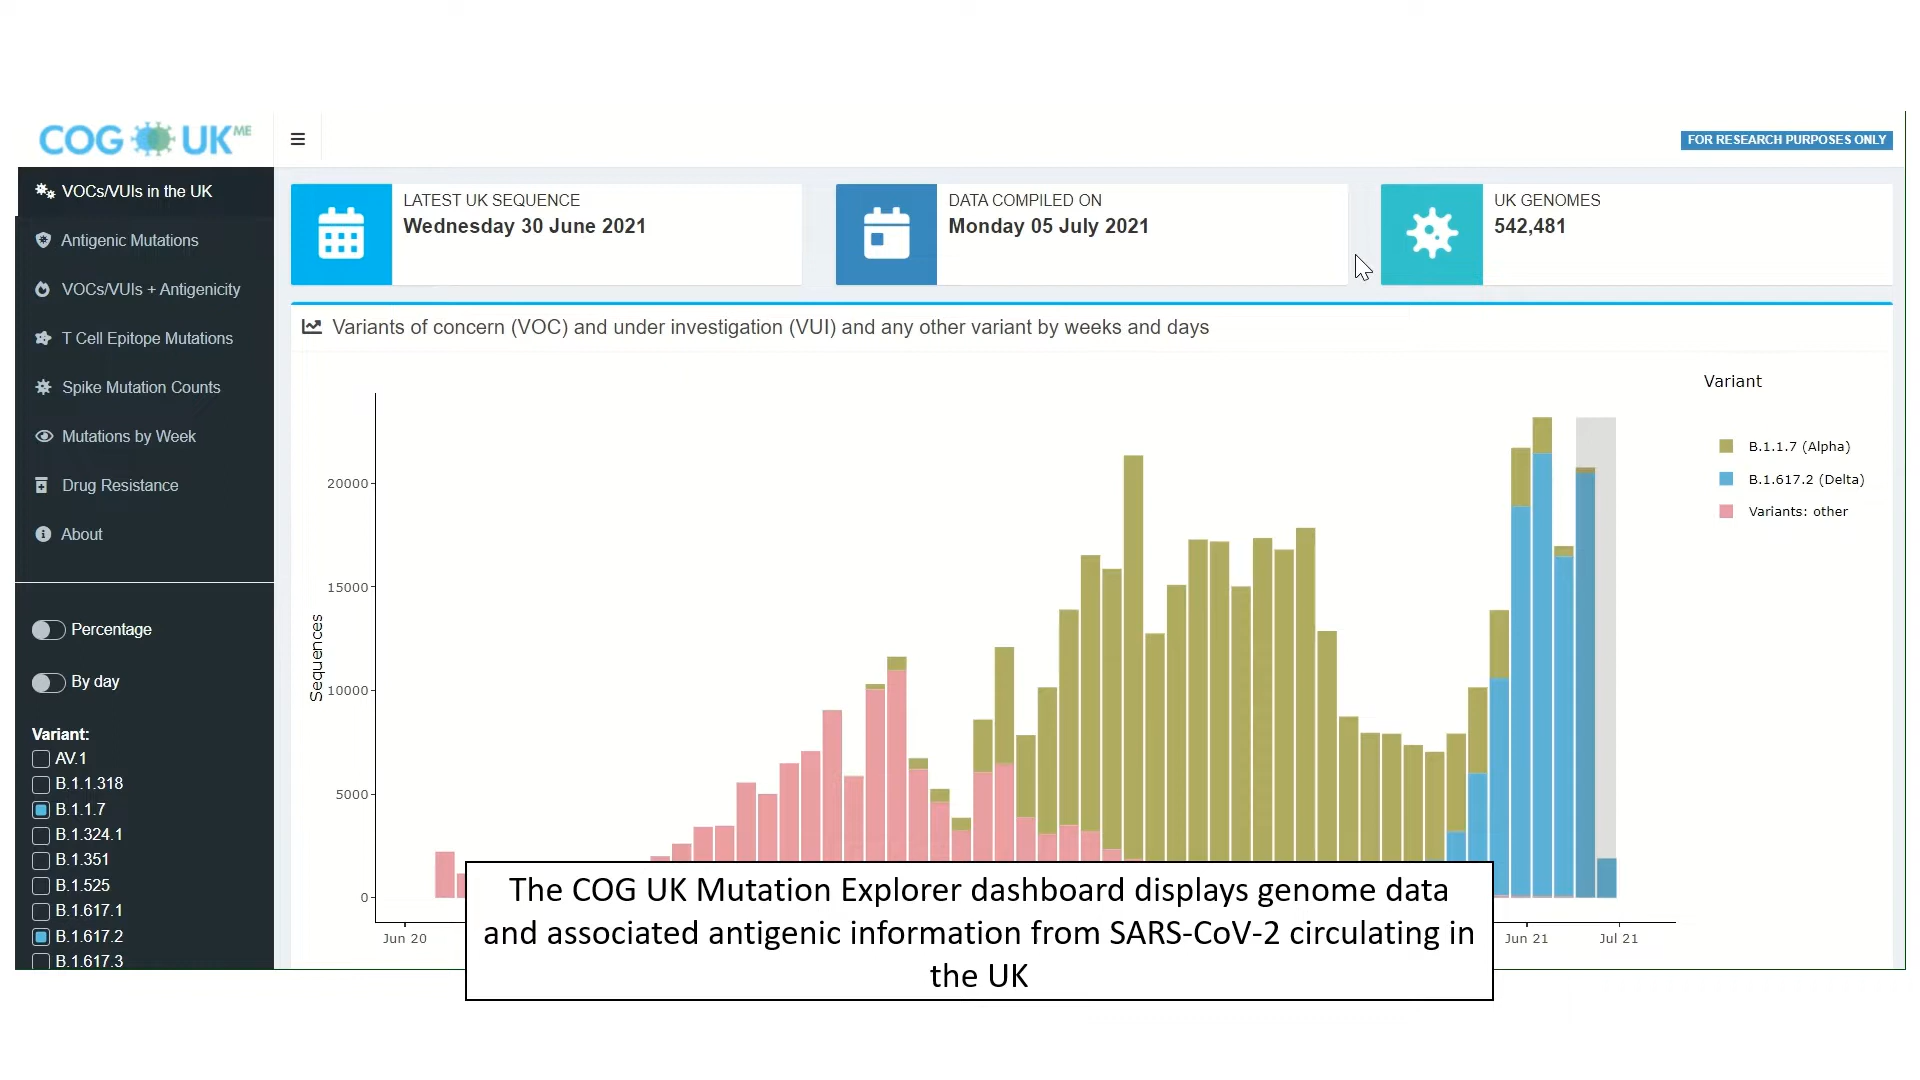 COG UK ME
FOR RESEARCH PURPOSES ONLY
VOCs/VUIs in the UK
Antigenic Mutations
VOCs/VUIs + Antigenicity
T Cell Epitope Mutations
Spike Mutation Counts
Mutations by Week
Drug Resistance
About
Percentage
By day
Variant:
AV.1
B.1.1.318
B.1.1.7
B.1.324.1
B.1.351
B.1.525
B.1.617.1
B.1.617.2
B.1.617.3
LATEST UK SEQUENCE
Wednesday 30 June 2021
DATA COMPILED ON
Monday 05 July 2021
UK GENOMES
542,481
Variants of concern (VOC) and under investigation (VUI) and any other variant by weeks and days
Variant
B.1.1.7 (Alpha)
B.1.617.2 (Delta)
Variants: other
Sequences
20000
15000
10000
5000
0
Jun 20
Jun 21
Jul 21
The COG UK Mutation Explorer dashboard displays genome data
and associated antigenic information from SARS-CoV-2 circulating in
the UK